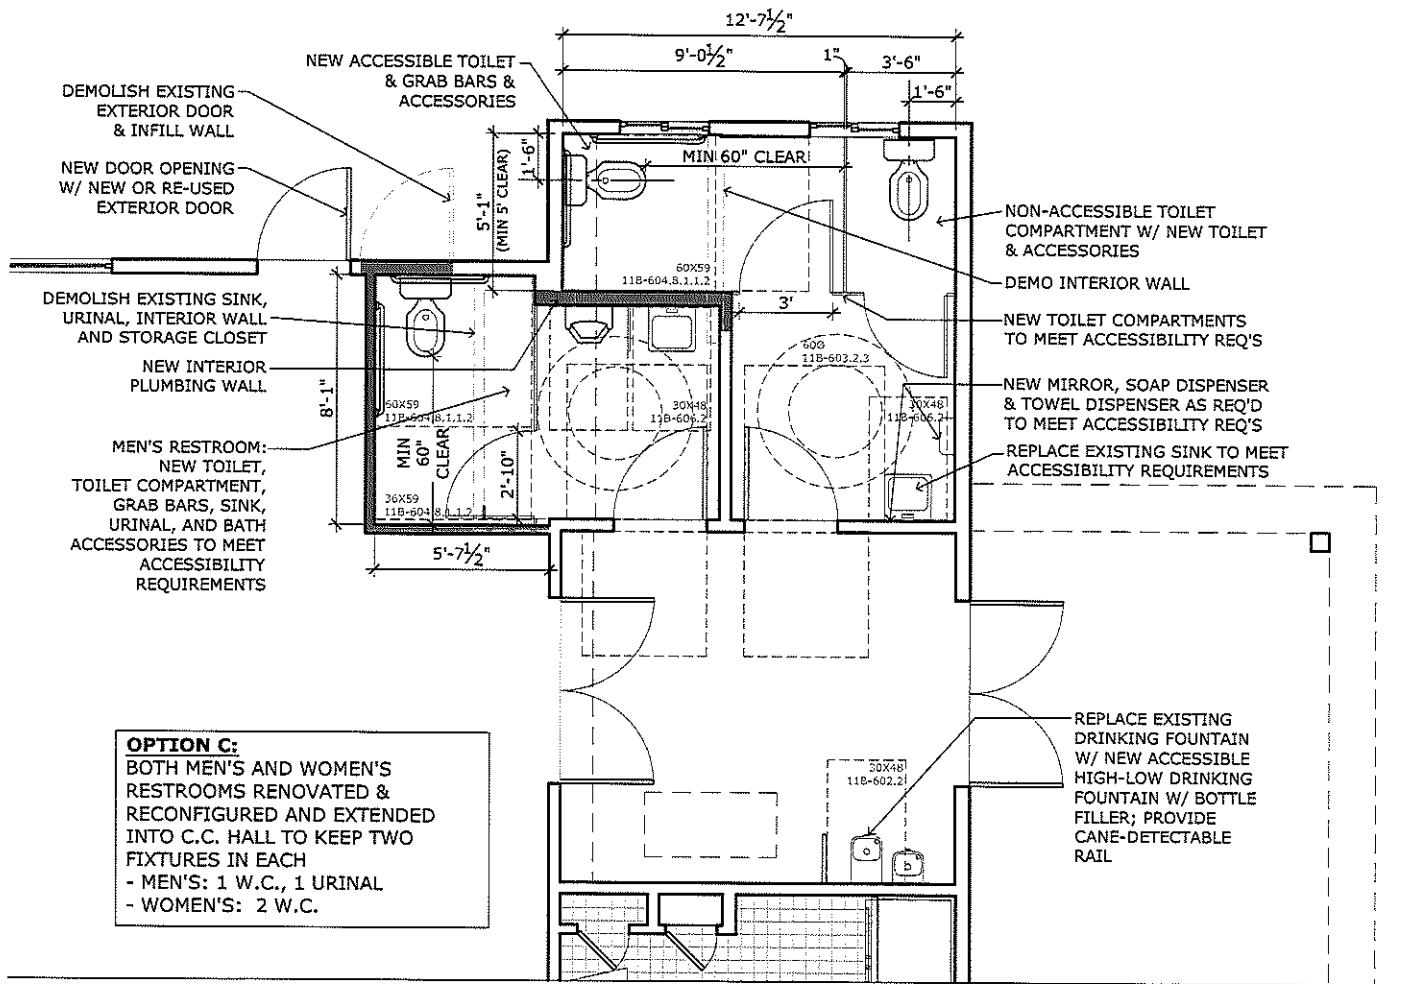 12'-7½"
9'-0½"
1"
3'-6"
1'-6"
NEW ACCESSIBLE TOILET
& GRAB BARS &
ACCESSORIES
DEMOLISH EXISTING
EXTERIOR DOOR
& INFILL WALL
NEW DOOR OPENING
W/ NEW OR RE-USED
EXTERIOR DOOR
5'-1"
(MIN 5' CLEAR)
1'-6"
MIN 60" CLEAR
60X59
11B-604.8.1.1.2
NON-ACCESSIBLE TOILET
COMPARTMENT W/ NEW TOILET
& ACCESSORIES
DEMO INTERIOR WALL
3'
NEW TOILET COMPARTMENTS
TO MEET ACCESSIBILITY REQ'S
60Ø
11B-603.2.3
DEMOLISH EXISTING SINK,
URINAL, INTERIOR WALL
AND STORAGE CLOSET
NEW INTERIOR
PLUMBING WALL
8'-1"
NEW MIRROR, SOAP DISPENSER
& TOWEL DISPENSER AS REQ'D
TO MEET ACCESSIBILITY REQ'S
60X59
11B-604.8.1.1.2
30X48
11B-606.2
30X48
11B-606.2
MEN'S RESTROOM:
NEW TOILET,
TOILET COMPARTMENT,
GRAB BARS, SINK,
URINAL, AND BATH
ACCESSORIES TO MEET
ACCESSIBILITY
REQUIREMENTS
MIN
60"
CLEAR
2'-10"
REPLACE EXISTING SINK TO MEET
ACCESSIBILITY REQUIREMENTS
36X59
11B-604.8.1.1.2
5'-7½"
OPTION C:
BOTH MEN'S AND WOMEN'S
RESTROOMS RENOVATED &
RECONFIGURED AND EXTENDED
INTO C.C. HALL TO KEEP TWO
FIXTURES IN EACH
- MEN'S: 1 W.C., 1 URINAL
- WOMEN'S: 2 W.C.
30X48
11B-602.2
a
b
REPLACE EXISTING
DRINKING FOUNTAIN
W/ NEW ACCESSIBLE
HIGH-LOW DRINKING
FOUNTAIN W/ BOTTLE
FILLER; PROVIDE
CANE-DETECTABLE
RAIL